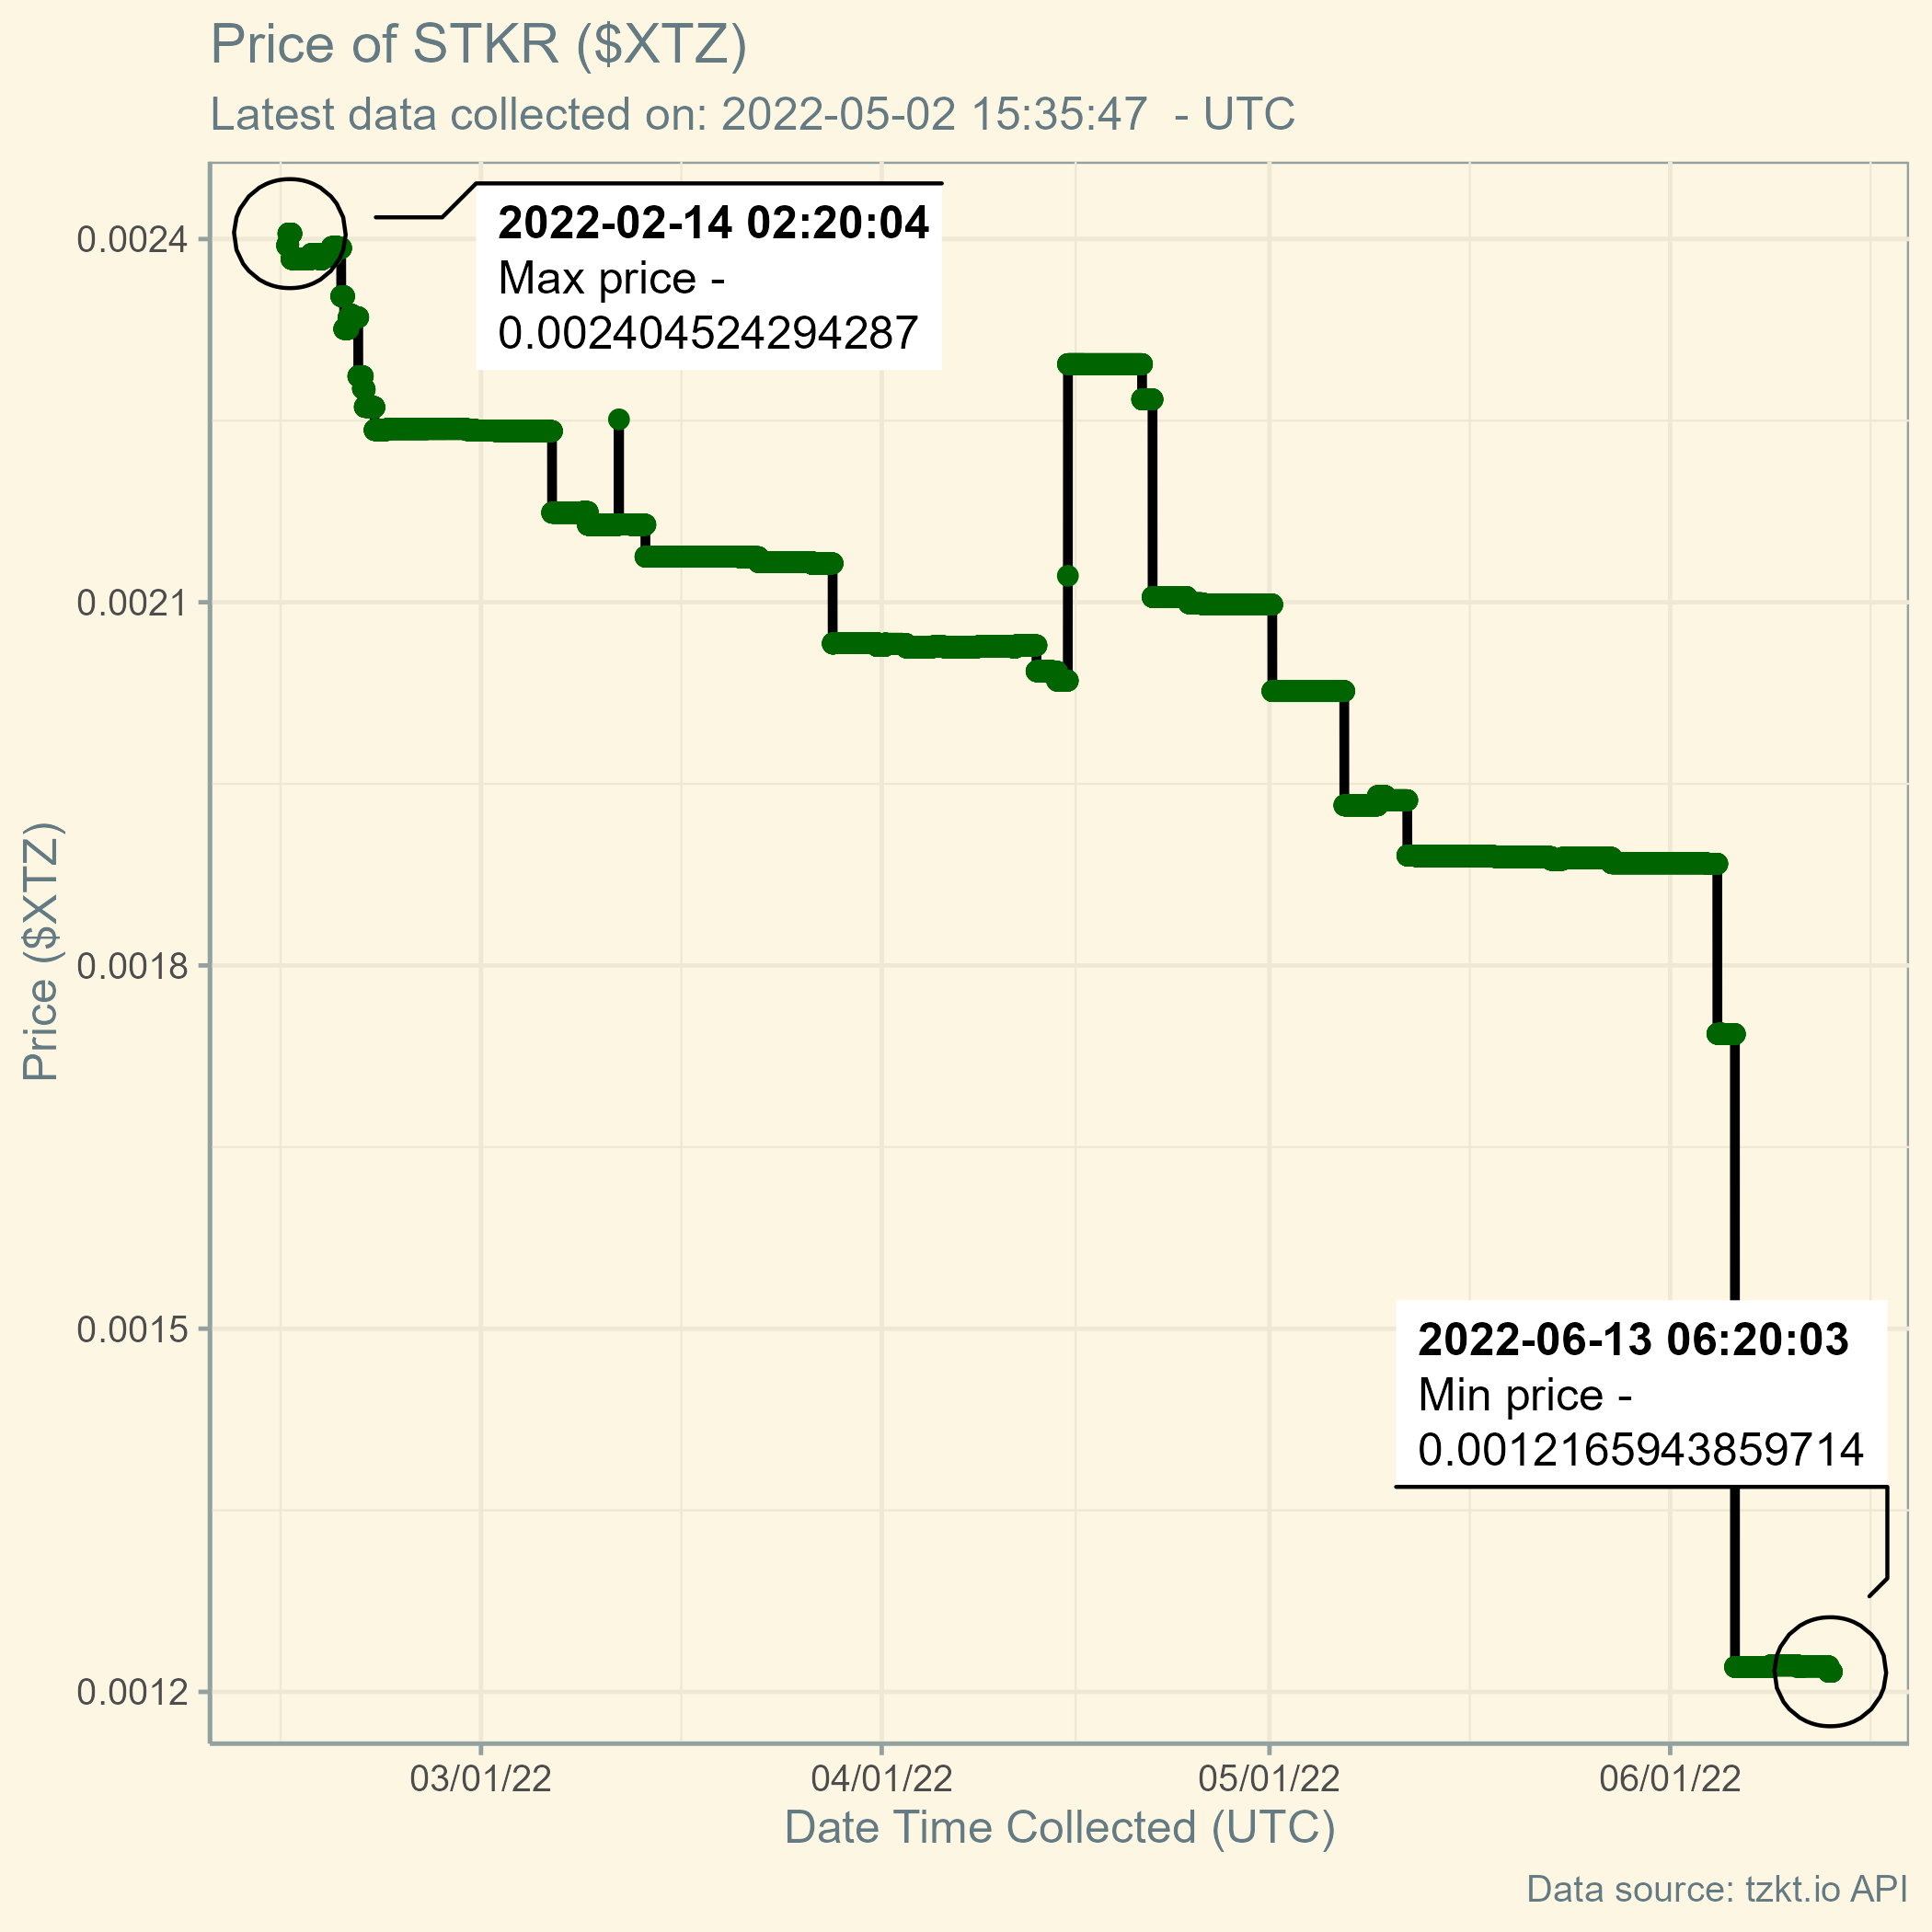 Price of STKR ($XTZ)
Latest data collected on: 2022-05-02 15:35:47  - UTC
2022-02-14 02:20:04
Max price -
0.002404524294287
0.0024
0.0021
0.0018
0.0015
0.0012
Price ($XTZ)
2022-06-13 06:20:03
Min price -
0.0012165943859714
03/01/22
04/01/22
05/01/22
06/01/22
Date Time Collected (UTC)
Data source: tzkt.io API